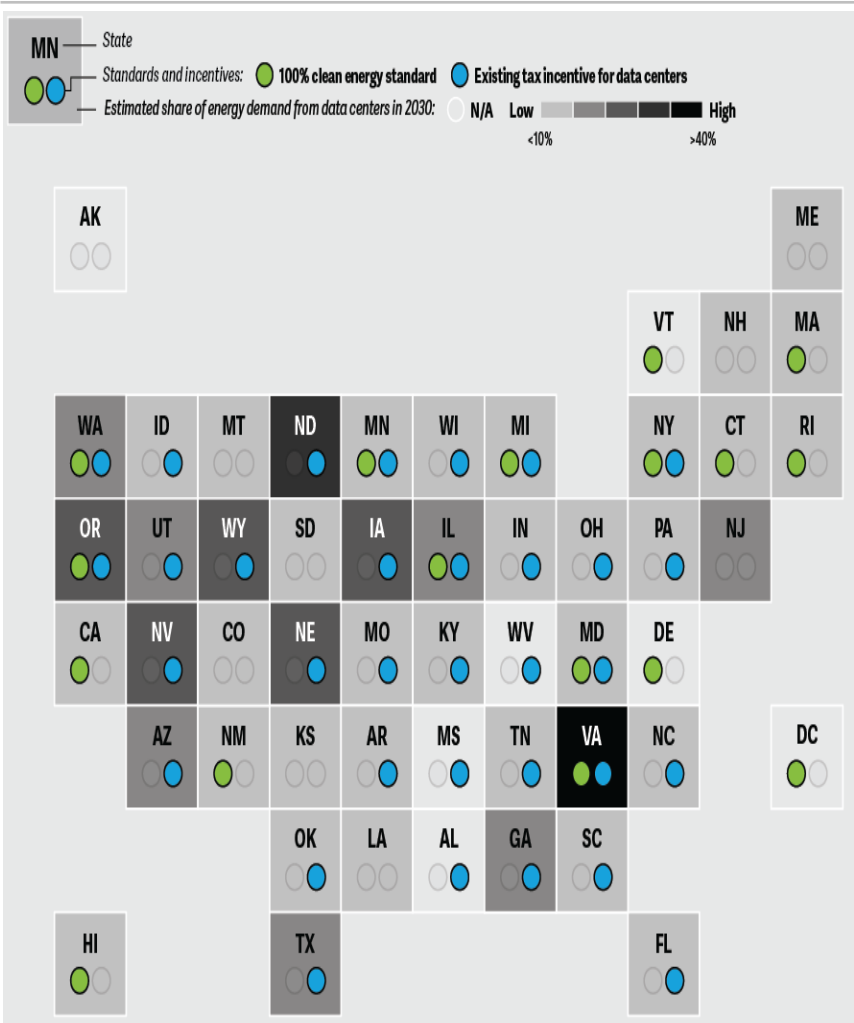 MN
State
Standards and incentives: 100% clean energy standard Existing tax incentive for data centers
Estimated share of energy demand from data centers in 2030: N/A Low High
<10% >40%
AK ME
VT NH MA
WA ID MT ND MN WI MI NY CT RI
OR UT WY SD IA IL IN OH PA NJ
CA NV CO NE MO KY WV MD DE
AZ NM KS AR MS TN VA NC DC
OK LA AL GA SC
HI TX FL